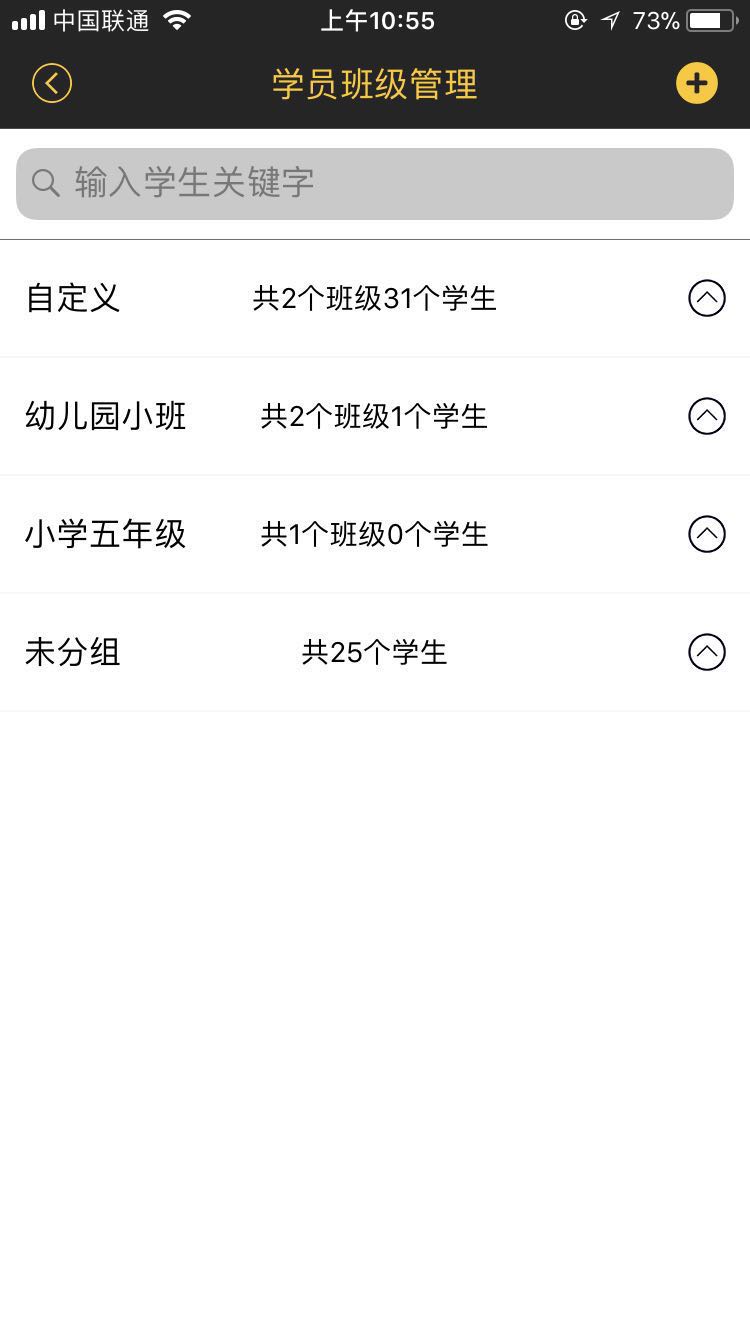 中国联通 上午10:55 73%
学员班级管理
输入学生关键字
自定义 共2个班级31个学生
幼儿园小班 共2个班级1个学生
小学五年级 共1个班级0个学生
未分组 共25个学生